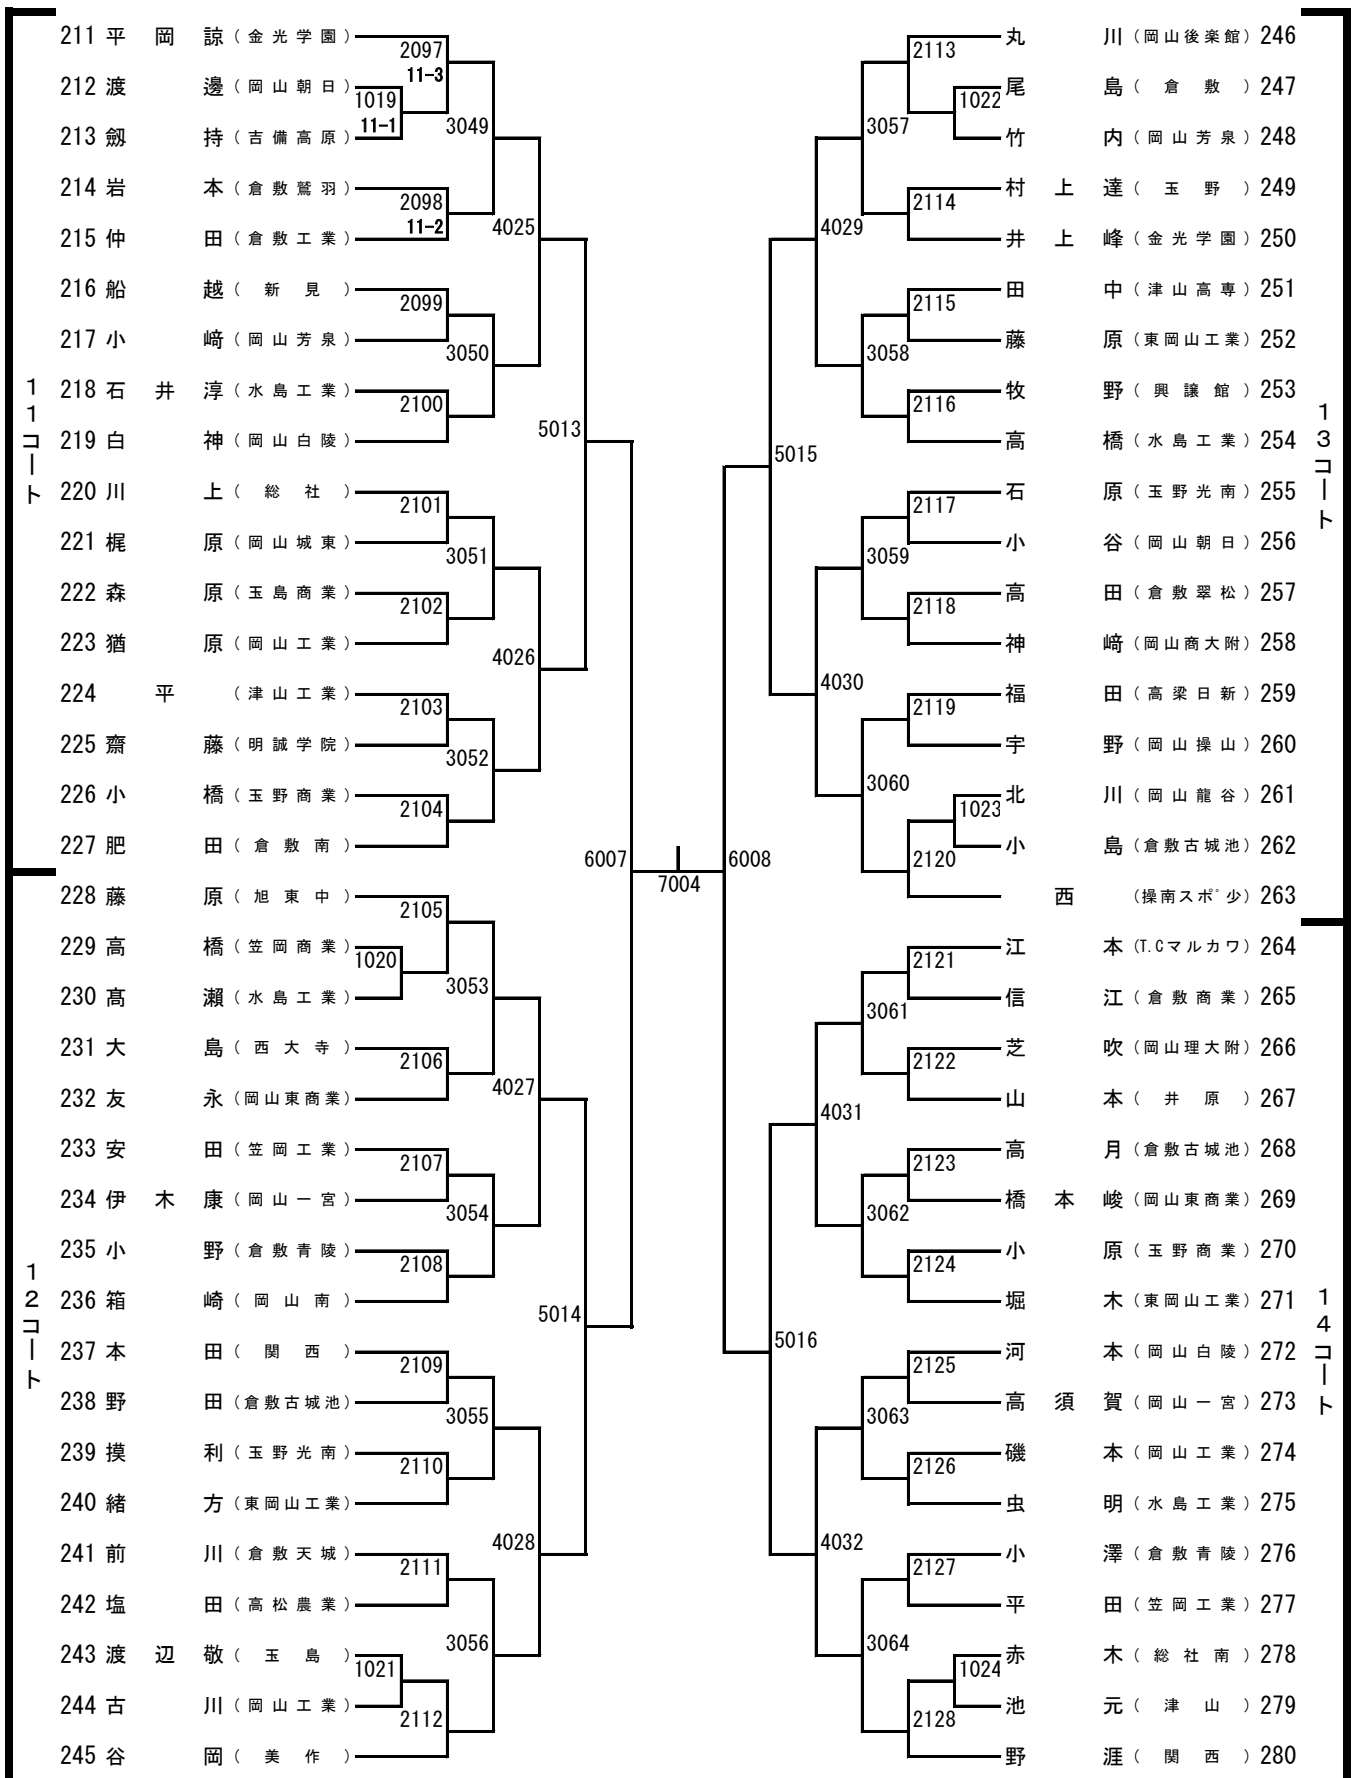 211 平岡諒（金光学園）
212 渡邊（岡山朝日）
213 劔持（吉備高原）
214 岩本（倉敷鷲羽）
215 仲田（倉敷工業）
216 船越（新見）
217 小﨑（岡山芳泉）
218 石井淳（水島工業）
219 白神（岡山白陵）
220 川上（総社）
221 梶原（岡山城東）
222 森原（玉島商業）
223 猶原（岡山工業）
224 平（津山工業）
225 齋藤（明誠学院）
226 小橋（玉野商業）
227 肥田（倉敷南）
11コート
228 藤原（旭東中）
229 高橋（笠岡商業）
230 髙瀬（水島工業）
231 大島（西大寺）
232 友永（岡山東商業）
233 安田（笠岡工業）
234 伊木康（岡山一宮）
235 小野（倉敷青陵）
236 箱崎（岡山南）
237 本田（関西）
238 野田（倉敷古城池）
239 摸利（玉野光南）
240 緒方（東岡山工業）
241 前川（倉敷天城）
242 塩田（高松農業）
243 渡辺敬（玉島）
244 古川（岡山工業）
245 谷岡（美作）
12コート
1019
11-1
1020
1021
2097
11-3
2098
11-2
2099
2100
2101
2102
2103
2104
2105
2106
2107
2108
2109
2110
2111
2112
3049
3050
3051
3052
3053
3054
3055
3056
4025
4026
4027
4028
5013
5014
6007
7004
6008
5015
5016
4029
4030
4031
4032
3057
3058
3059
3060
3061
3062
3063
3064
2113
2114
2115
2116
2117
2118
2119
2120
2121
2122
2123
2124
2125
2126
2127
2128
1022
1023
1024
丸川（岡山後楽館）246
尾島（倉敷）247
竹内（岡山芳泉）248
村上達（玉野）249
井上峰（金光学園）250
田中（津山高専）251
藤原（東岡山工業）252
牧野（興譲館）253
高橋（水島工業）254
石原（玉野光南）255
小谷（岡山朝日）256
高田（倉敷翠松）257
神﨑（岡山商大附）258
福田（高梁日新）259
宇野（岡山操山）260
北川（岡山龍谷）261
小島（倉敷古城池）262
西（操南スポ少）263
13コート
江本（T.Cマルカワ）264
信江（倉敷商業）265
芝吹（岡山理大附）266
山本（井原）267
高月（倉敷古城池）268
橋本峻（岡山東商業）269
小原（玉野商業）270
堀木（東岡山工業）271
河本（岡山白陵）272
高須賀（岡山一宮）273
磯本（岡山工業）274
虫明（水島工業）275
小澤（倉敷青陵）276
平田（笠岡工業）277
赤木（総社南）278
池元（津山）279
野涯（関西）280
14コート